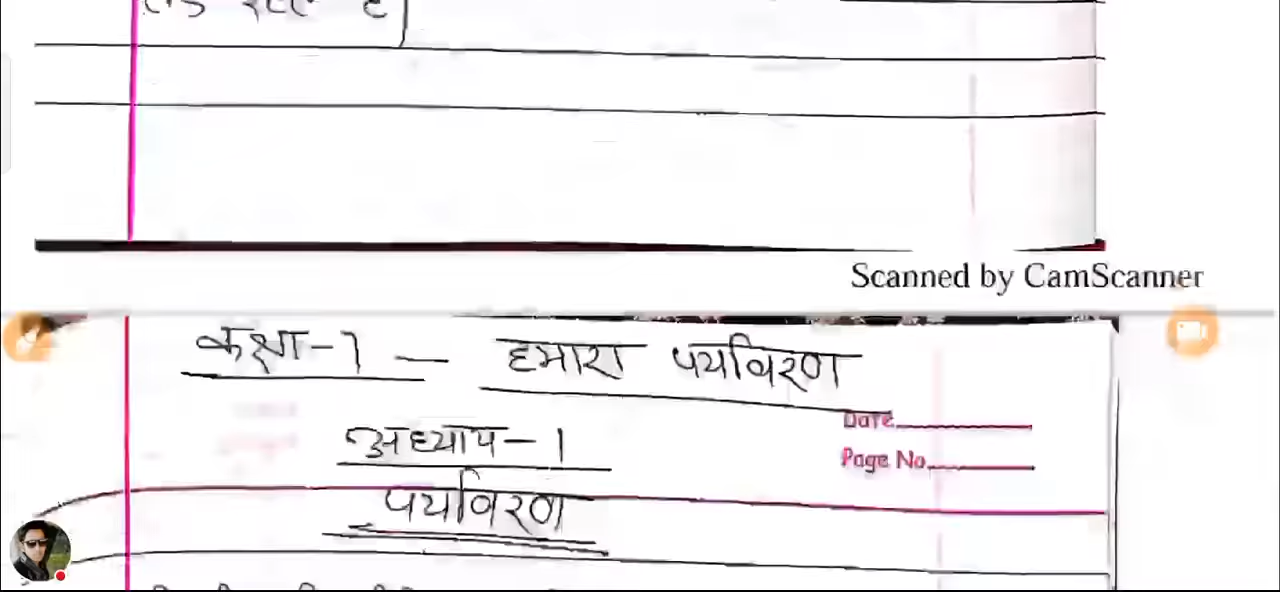 कक्षा-7 - हमारा पर्यावरण
अध्याय-1
पर्यावरण
Date
Page No.
Scanned by CamScanner